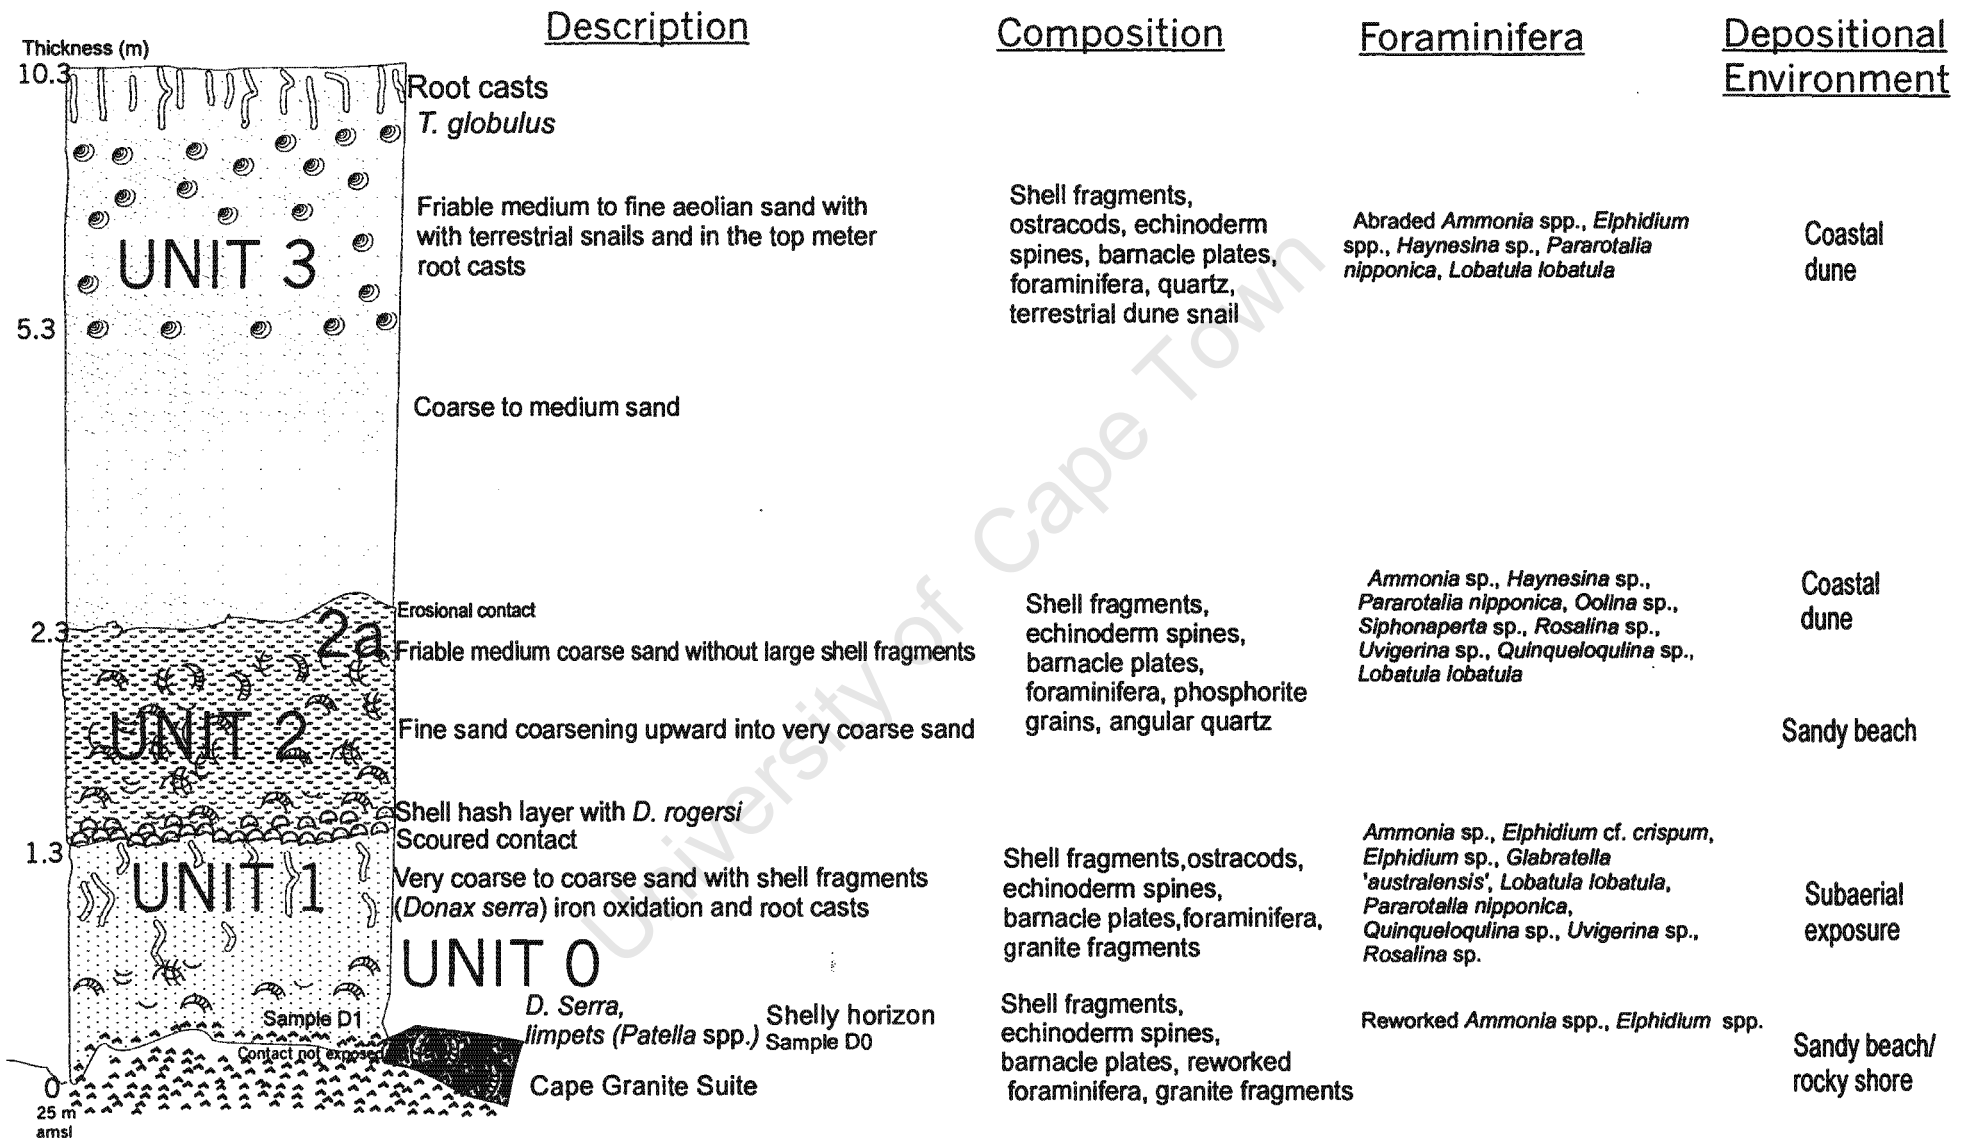 Description
Composition
Foraminifera
Depositional
Environment
Thickness (m)
10.3
Root casts
T. globulus
Friable medium to fine aeolian sand with
with terrestrial snails and in the top meter
root casts
Shell fragments,
ostracods, echinoderm
spines, barnacle plates,
foraminifera, quartz,
terrestrial dune snail
Abraded Ammonia spp., Elphidium
spp., Haynesina sp., Pararotalia
nipponica, Lobatula lobatula
Coastal
dune
UNIT 3
5.3
Coarse to medium sand
Erosional contact
2a
2.3
Friable medium coarse sand without large shell fragments
Shell fragments,
echinoderm spines,
barnacle plates,
foraminifera, phosphorite
grains, angular quartz
Ammonia sp., Haynesina sp.,
Pararotalia nipponica, Oolina sp.,
Siphonaperta sp., Rosalina sp.,
Uvigerina sp., Quinqueloqulina sp.,
Lobatula lobatula
Coastal
dune
UNIT 2
Fine sand coarsening upward into very coarse sand
Sandy beach
Shell hash layer with D. rogersi
Scoured contact
1.3
UNIT 1
Very coarse to coarse sand with shell fragments
(Donax serra) iron oxidation and root casts
Shell fragments,ostracods,
echinoderm spines,
barnacle plates,foraminifera,
granite fragments
Ammonia sp., Elphidium cf. crispum,
Elphidium sp., Glabratella
'australensis', Lobatula lobatula,
Pararotalia nipponica,
Quinqueloqulina sp., Uvigerina sp.,
Rosalina sp.
Subaerial
exposure
UNIT 0
Sample D1
D. Serra,
limpets (Patella spp.)
Shelly horizon
Sample D0
Contact not exposed
Cape Granite Suite
Shell fragments,
echinoderm spines,
barnacle plates, reworked
foraminifera, granite fragments
Reworked Ammonia spp., Elphidium spp.
Sandy beach/
rocky shore
0
25 m
amsl
University of Cape Town